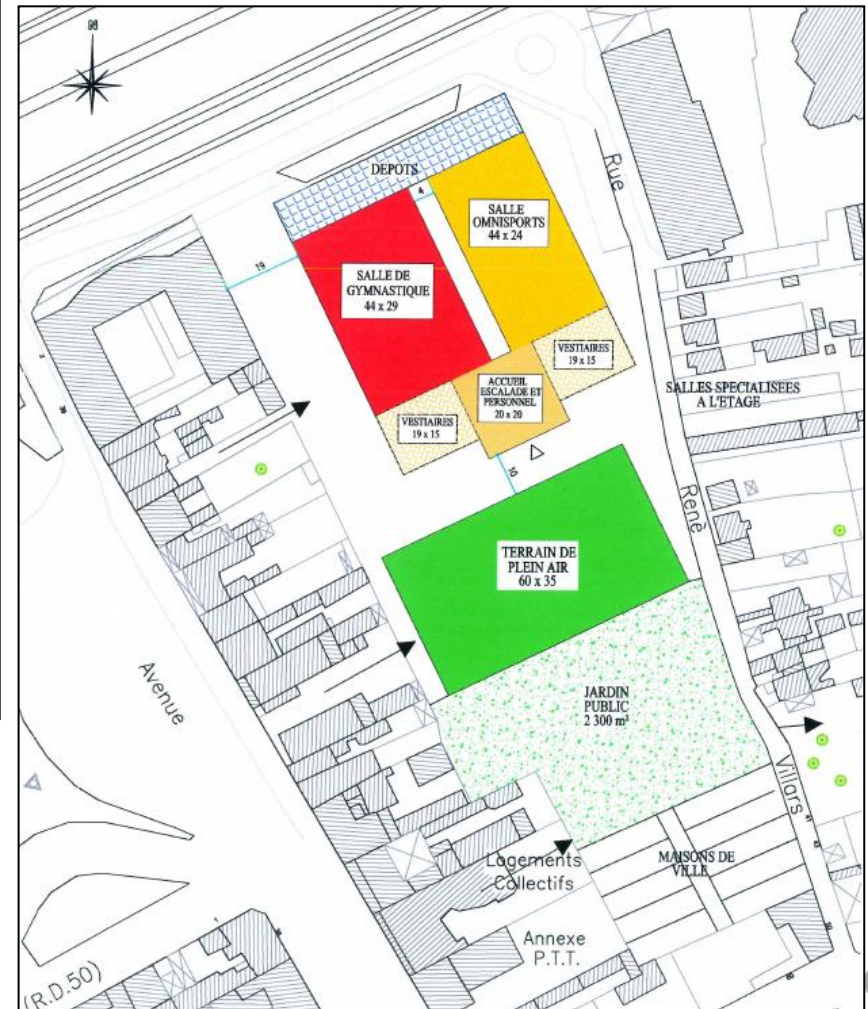 N
DEPOTS
4
SALLE
OMNISPORTS
44 x 24
Rue
19
SALLE DE
GYMNASTIQUE
44 x 29
VESTIAIRES
19 x 15
ACCUEIL
ESCALADE ET
PERSONNEL
20 x 20
SALLES SPECIALISEES
A L'ETAGE
VESTIAIRES
19 x 15
10
Renè
TERRAIN DE
PLEIN AIR
60 x 35
Avenue
JARDIN
PUBLIC
2 300 m²
Villars
MAISONS DE
VILLE
Logements
Collectifs
Annexe
P.T.T.
(R.D.50)